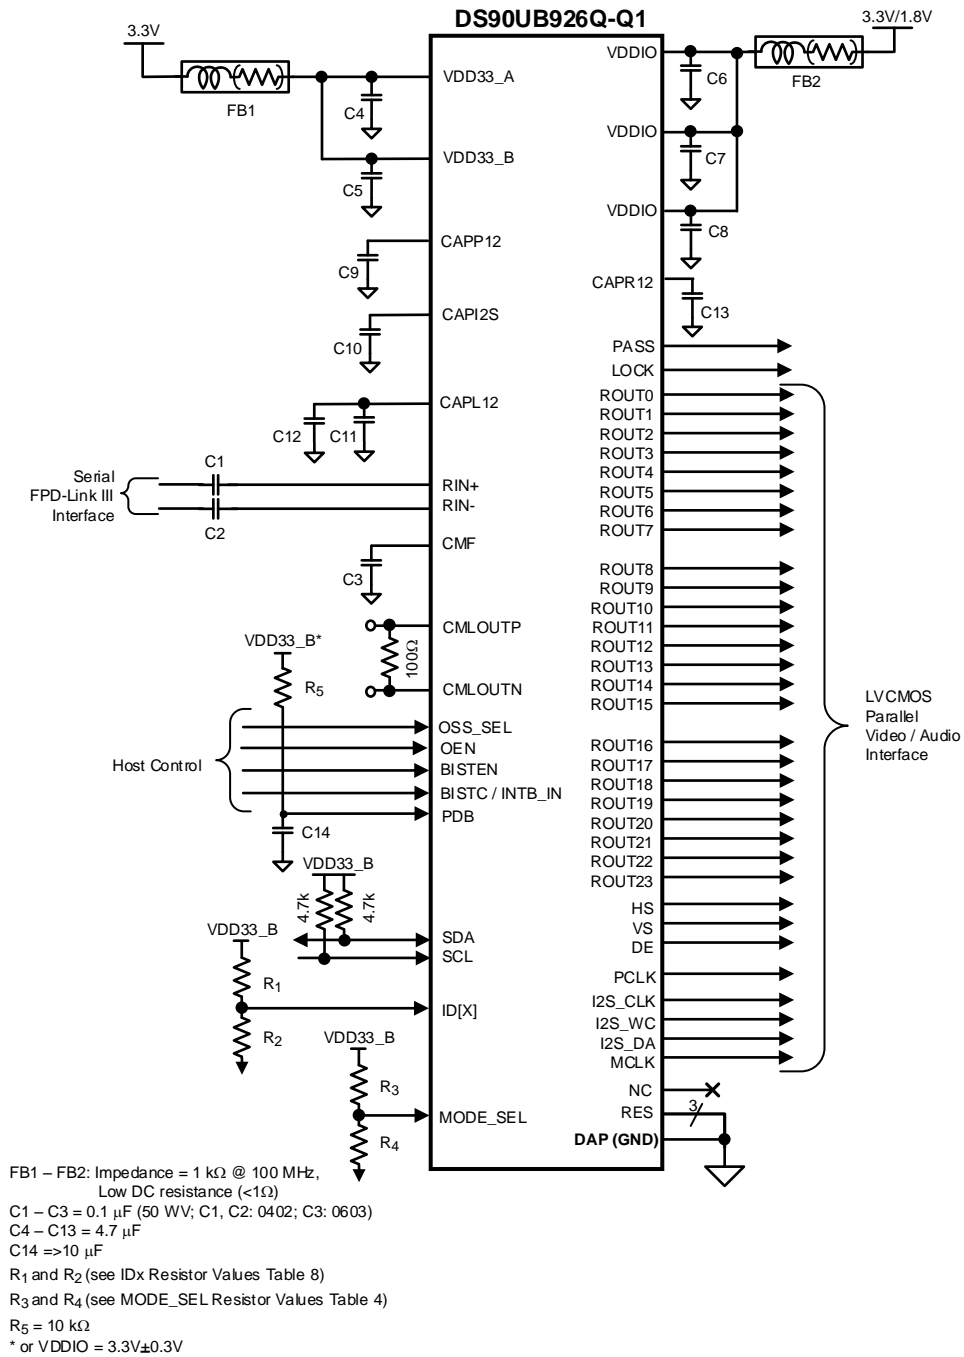 DS90UB926Q-Q1
3.3V
3.3V/1.8V
FB1
FB2
VDD33_A
C4
VDD33_B
C5
CAPP12
C9
CAPI2S
C10
CAPL12
C12
C11
Serial
FPD-Link III
Interface
C1
C2
RIN+
RIN-
CMF
C3
CMLOUTP
100Ω
CMLOUTN
VDD33_B*
R5
Host Control
OSS_SEL
OEN
BISTEN
BISTC / INTB_IN
PDB
C14
VDD33_B
4.7k
4.7k
SDA
SCL
VDD33_B
R1
R2
ID[X]
VDD33_B
R3
R4
MODE_SEL
VDDIO
C6
VDDIO
C7
VDDIO
C8
CAPR12
C13
PASS
LOCK
ROUT0
ROUT1
ROUT2
ROUT3
ROUT4
ROUT5
ROUT6
ROUT7
ROUT8
ROUT9
ROUT10
ROUT11
ROUT12
ROUT13
ROUT14
ROUT15
ROUT16
ROUT17
ROUT18
ROUT19
ROUT20
ROUT21
ROUT22
ROUT23
HS
VS
DE
PCLK
I2S_CLK
I2S_WC
I2S_DA
MCLK
LVCMOS
Parallel
Video / Audio
Interface
NC
RES
3
DAP (GND)
FB1 – FB2: Impedance = 1 kΩ @ 100 MHz,
Low DC resistance (<1Ω)
C1 – C3 = 0.1 μF (50 WV; C1, C2: 0402; C3: 0603)
C4 – C13 = 4.7 μF
C14 =>10 μF
R1 and R2 (see IDx Resistor Values Table 8)
R3 and R4 (see MODE_SEL Resistor Values Table 4)
R5 = 10 kΩ
* or VDDIO = 3.3V±0.3V